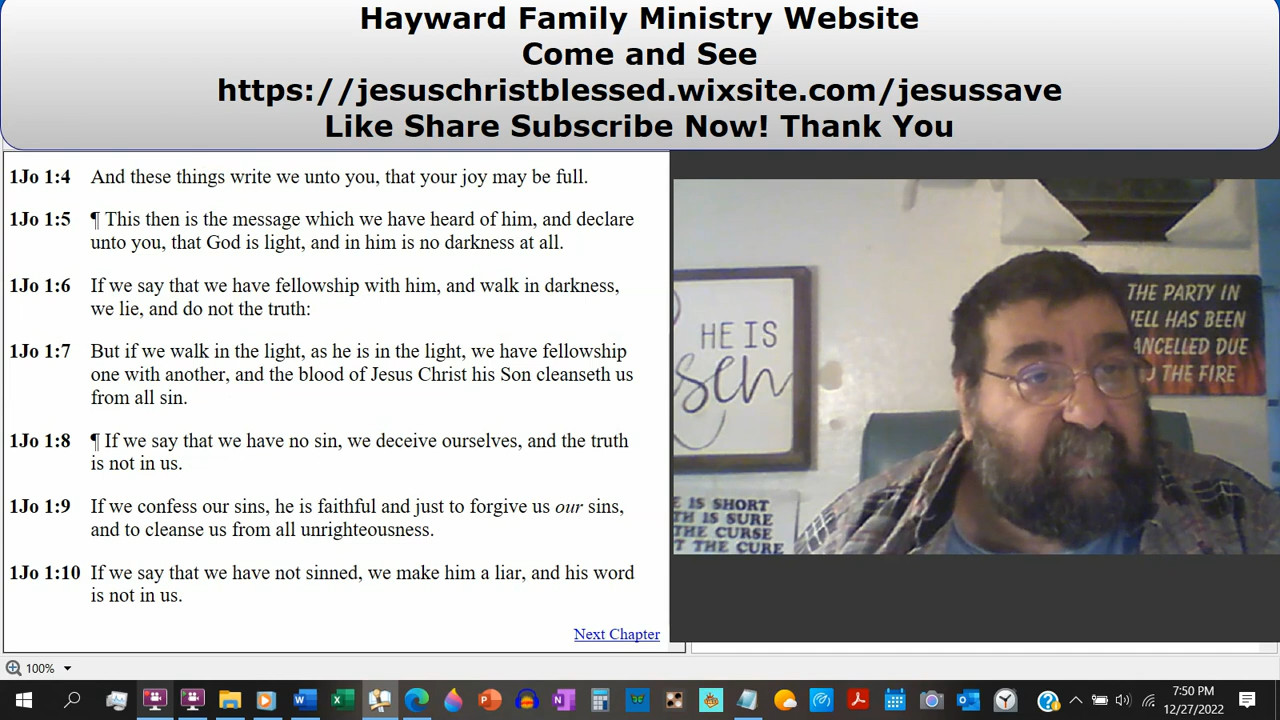 Hayward Family Ministry Website
Come and See
https://jesuschristblessed.wixsite.com/jesussave
Like Share Subscribe Now! Thank You
1Jo 1:4 And these things write we unto you, that your joy may be full.
1Jo 1:5 ¶ This then is the message which we have heard of him, and declare
unto you, that God is light, and in him is no darkness at all.
1Jo 1:6 If we say that we have fellowship with him, and walk in darkness,
we lie, and do not the truth:
1Jo 1:7 But if we walk in the light, as he is in the light, we have fellowship
one with another, and the blood of Jesus Christ his Son cleanseth us
from all sin.
1Jo 1:8 ¶ If we say that we have no sin, we deceive ourselves, and the truth
is not in us.
1Jo 1:9 If we confess our sins, he is faithful and just to forgive us our sins,
and to cleanse us from all unrighteousness.
1Jo 1:10 If we say that we have not sinned, we make him a liar, and his word
is not in us.
Next Chapter
HE IS
THE PARTY IN
HAS BEEN
DUE
THE FIRE
IS SHORT
IS SURE
THE CURSE
THE CURE
100%
7:50 PM
12/27/2022